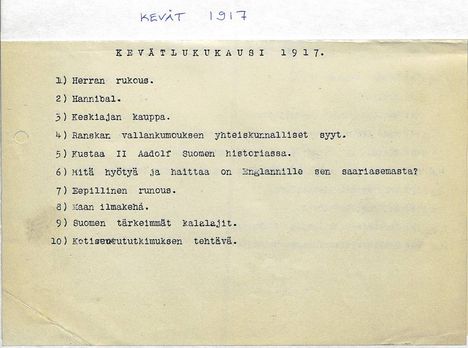 KEVÄT 1917
KEVÄTLUKUKAUSI 1917.
1) Herran rukous.
2) Hannibal.
3) Keskiajan kauppa.
4) Ranskan vallankumouksen yhteiskunnalliset syyt.
5) Kustaa II Aadolf Suomen historiassa.
6) Mitä hyötyä ja haittaa on Englannille sen saariasemasta?
7) Eepillinen runous.
8) Maan ilmakehä.
9) Suomen tärkeimmät kalalajit.
10) Kotiseututukimuksen tehtävä.